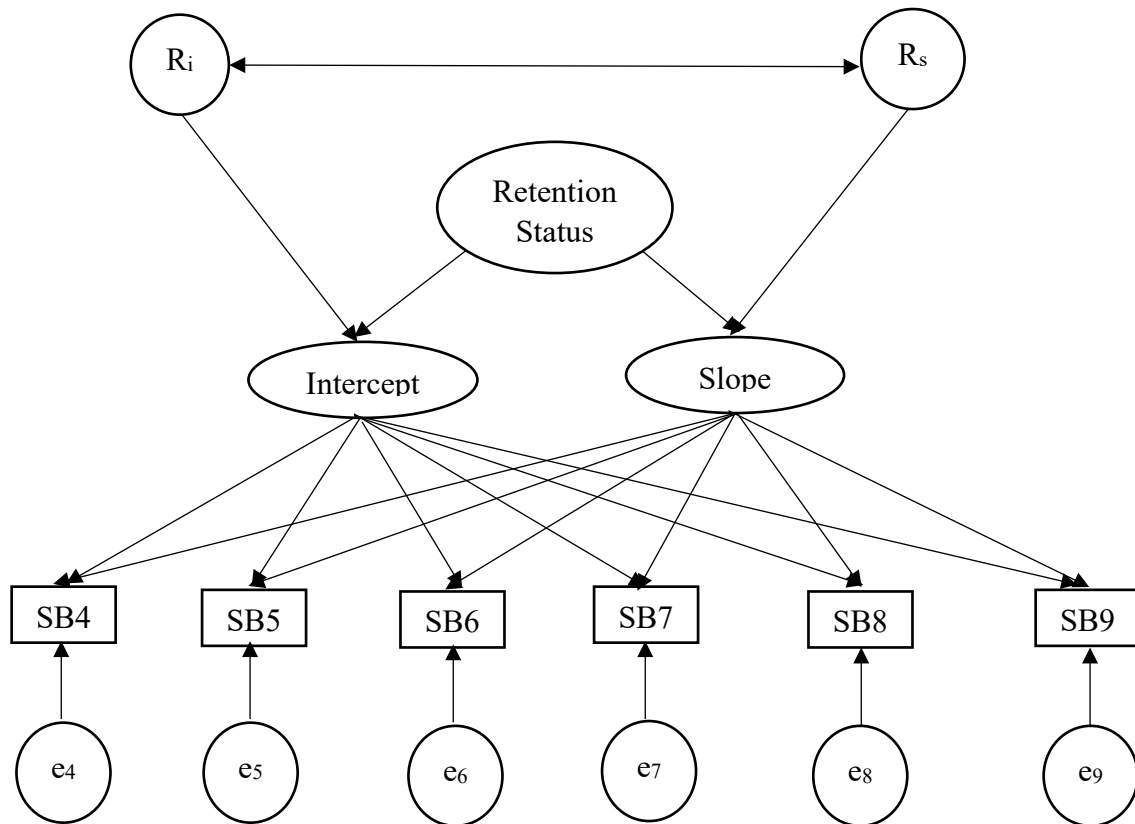 Ri
Rs
Retention
Status
Intercept
Slope
SB4
SB5
SB6
SB7
SB8
SB9
e4
e5
e6
e7
e8
e9